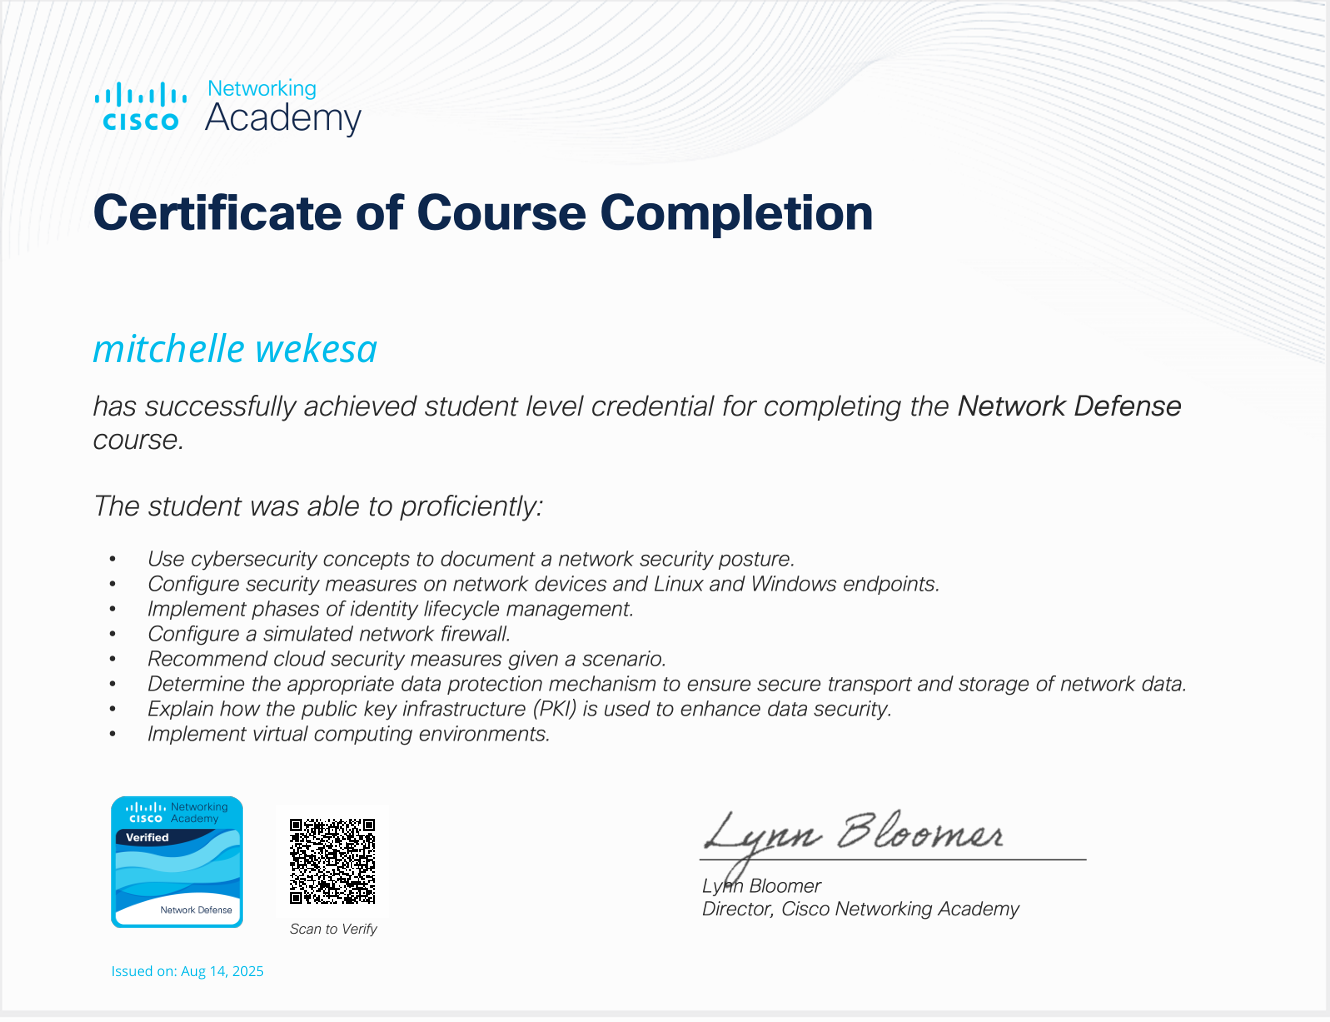 cisco Networking Academy
Certificate of Course Completion
mitchelle wekesa
has successfully achieved student level credential for completing the Network Defense
course.
The student was able to proficiently:
• Use cybersecurity concepts to document a network security posture.
• Configure security measures on network devices and Linux and Windows endpoints.
• Implement phases of identity lifecycle management.
• Configure a simulated network firewall.
• Recommend cloud security measures given a scenario.
• Determine the appropriate data protection mechanism to ensure secure transport and storage of network data.
• Explain how the public key infrastructure (PKI) is used to enhance data security.
• Implement virtual computing environments.
cisco Networking Academy
Verified
Network Defense
Scan to Verify
Issued on: Aug 14, 2025
Lynn Bloomer
Lynn Bloomer
Director, Cisco Networking Academy